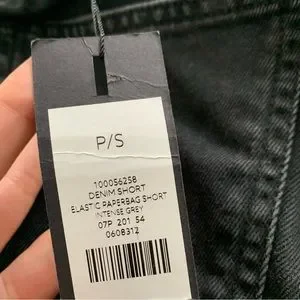 P/S
100056258
DENIM SHORT
ELASTIC PAPERBAG SHORT
INTENSE GREY
07P 201 54
0608312